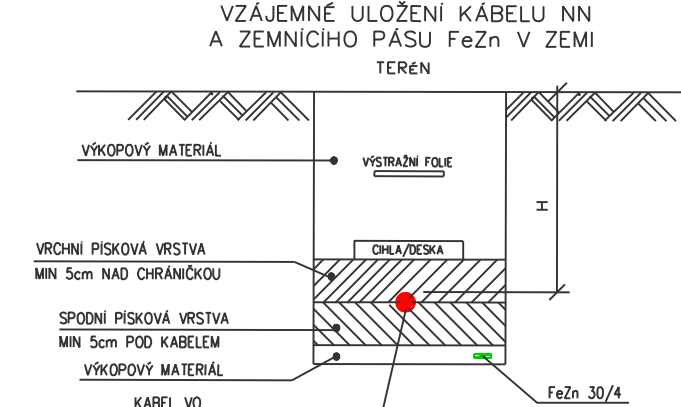 VZÁJEMNÉ ULOŽENÍ KÁBELU NN
A ZEMNÍCÍHO PÁSU FeZn V ZEMI
TERÉN
VÝKOPOVÝ MATERIÁL
VÝSTRAŽNÍ FOLIE
H
CIHLA/DESKA
VRCHNÍ PÍSKOVÁ VRSTVA
MIN 5cm NAD CHRÁNIČKOU
SPODNÍ PÍSKOVÁ VRSTVA
MIN 5cm POD KABELEM
VÝKOPOVÝ MATERIÁL
FeZn 30/4
KABEL VO